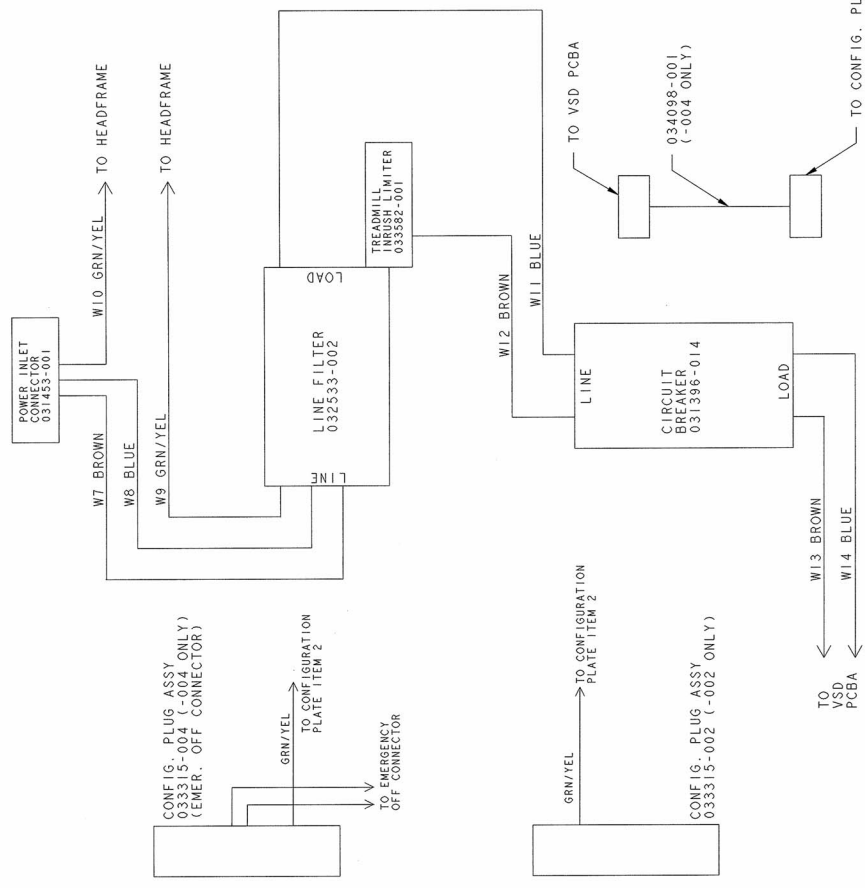 POWER INLET
CONNECTOR
031453-001
W10 GRN/YEL
TO HEADFRAME
W7 BROWN
W8 BLUE
W9 GRN/YEL
TO HEADFRAME
LINE
LINE FILTER
032533-002
LOAD
TREADMILL
INRUSH LIMITER
033582-001
W12 BROWN
W11 BLUE
LINE
CIRCUIT
BREAKER
031396-014
LOAD
W13 BROWN
W14 BLUE
TO
VSD
PCBA
TO VSD PCBA
034098-001
(-004 ONLY)
TO CONFIG.
CONFIG. PLUG ASSY
033315-004 (-004 ONLY)
(EMER. OFF CONNECTOR)
GRN/YEL
TO CONFIGURATION
PLATE ITEM 2
TO EMERGENCY
OFF CONNECTOR
GRN/YEL
TO CONFIGURATION
PLATE ITEM 2
CONFIG. PLUG ASSY
033315-002 (-002 ONLY)